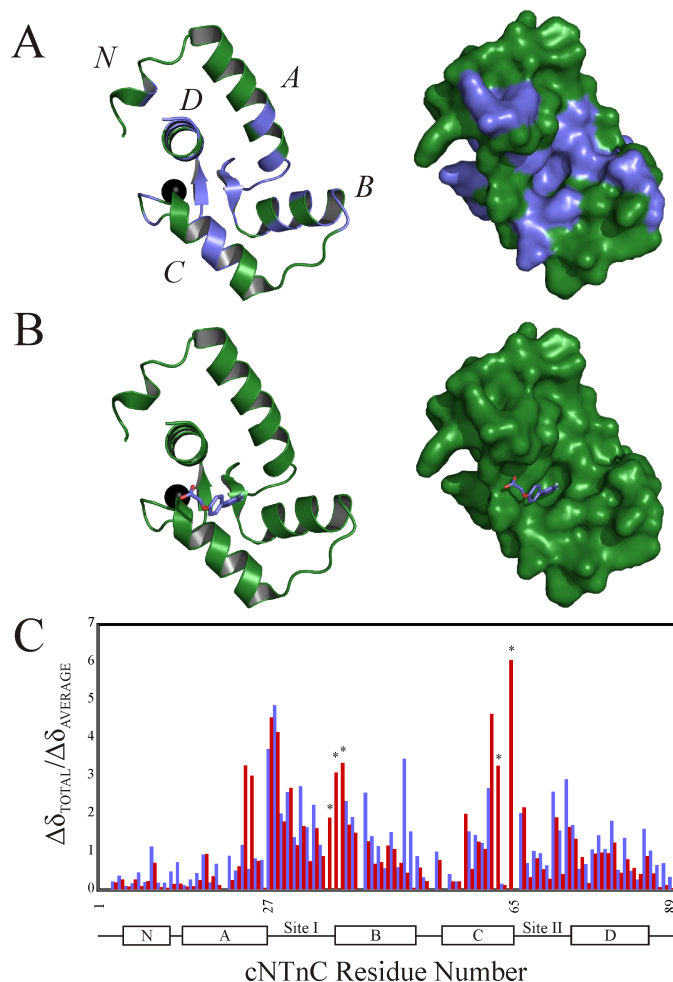 A
N
A
D
B
C
B
C
7
6
5
4
3
2
1
0
ΔδTOTAL/ΔδAVERAGE
* * * * *
1 27 65 89
N A Site I B C Site II D
cNTnC Residue Number